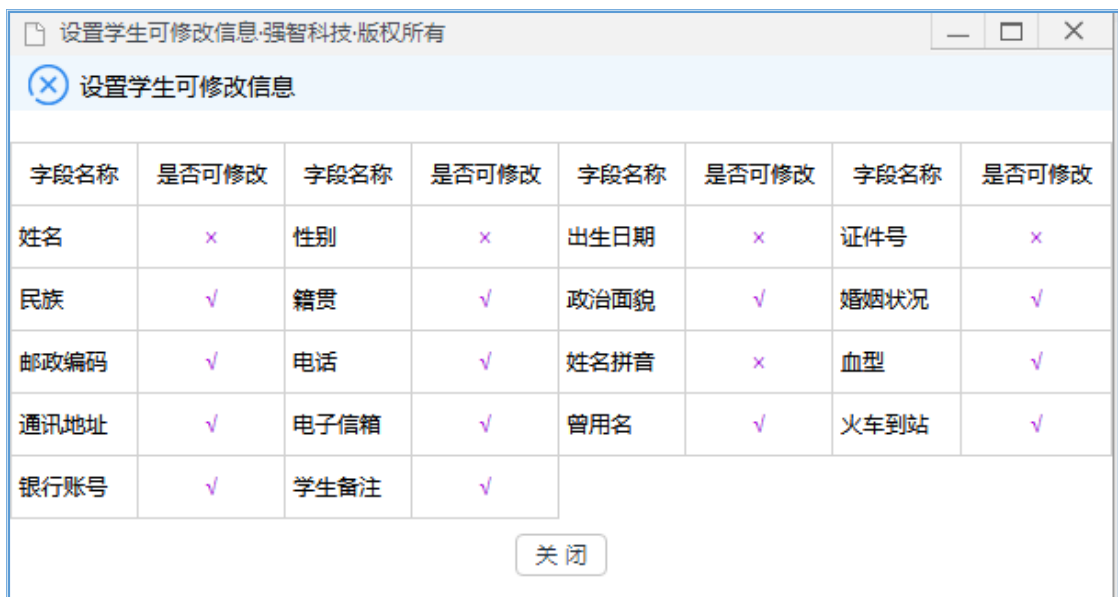 设置学生可修改信息·强智科技·版权所有
设置学生可修改信息
字段名称 是否可修改 字段名称 是否可修改 字段名称 是否可修改 字段名称 是否可修改
姓名 × 性别 × 出生日期 × 证件号 ×
民族 √ 籍贯 √ 政治面貌 √ 婚姻状况 √
邮政编码 √ 电话 √ 姓名拼音 × 血型 √
通讯地址 √ 电子信箱 √ 曾用名 √ 火车到站 √
银行账号 √ 学生备注 √
关 闭